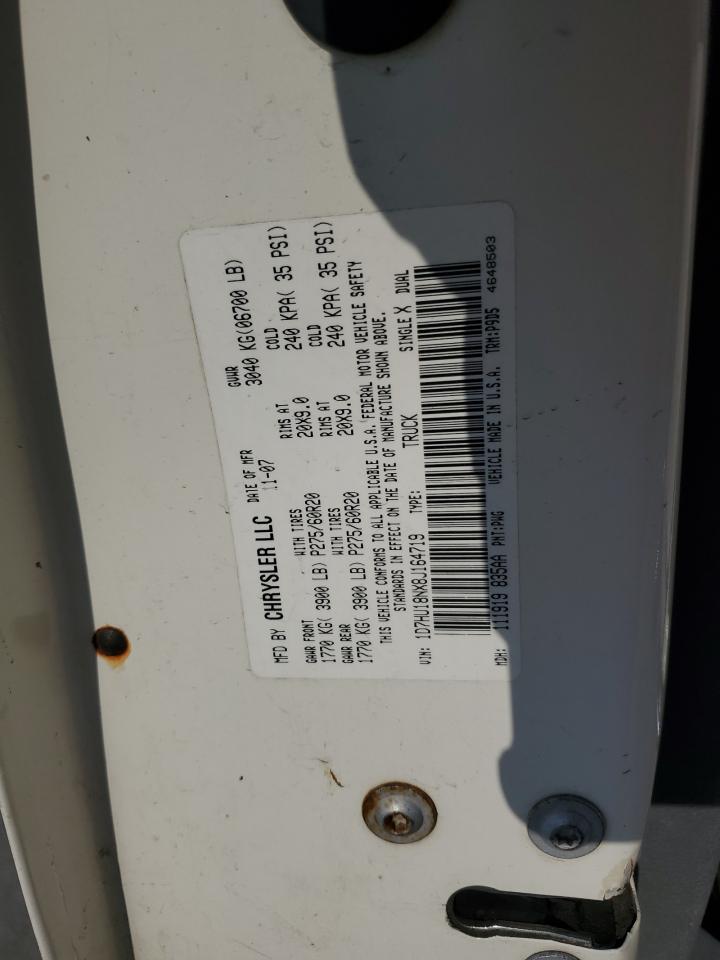 MFD BY CHRYSLER LLC DATE OF MFR GVWR
11-07 3040 KG(06700 LB)
GAWR FRONT WITH TIRES RIMS AT COLD
1770 KG( 3900 LB) P275/60R20 20X9.0 240 KPA( 35 PSI)
GAWR REAR WITH TIRES RIMS AT COLD
1770 KG( 3900 LB) P275/60R20 20X9.0 240 KPA( 35 PSI)
THIS VEHICLE CONFORMS TO ALL APPLICABLE U.S.A. FEDERAL MOTOR VEHICLE SAFETY
STANDARDS IN EFFECT ON THE DATE OF MANUFACTURE SHOWN ABOVE.
VIN: 1D7HU18NX8J164719 TYPE: TRUCK SINGLE X DUAL
MDH: 111919 835AA PNT:PWG VEHICLE MADE IN U.S.A. TRM:P9D5 4648503